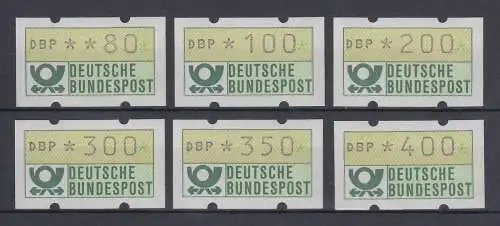 DBP * * 80 *
DEUTSCHE
BUNDESPOST
DBP * 100 *
DEUTSCHE
BUNDESPOST
DBP * 200 *
DEUTSCHE
BUNDESPOST
DBP * 300 *
DEUTSCHE
BUNDESPOST
DBP * 350 *
DEUTSCHE
BUNDESPOST
DBP * 400 *
DEUTSCHE
BUNDESPOST